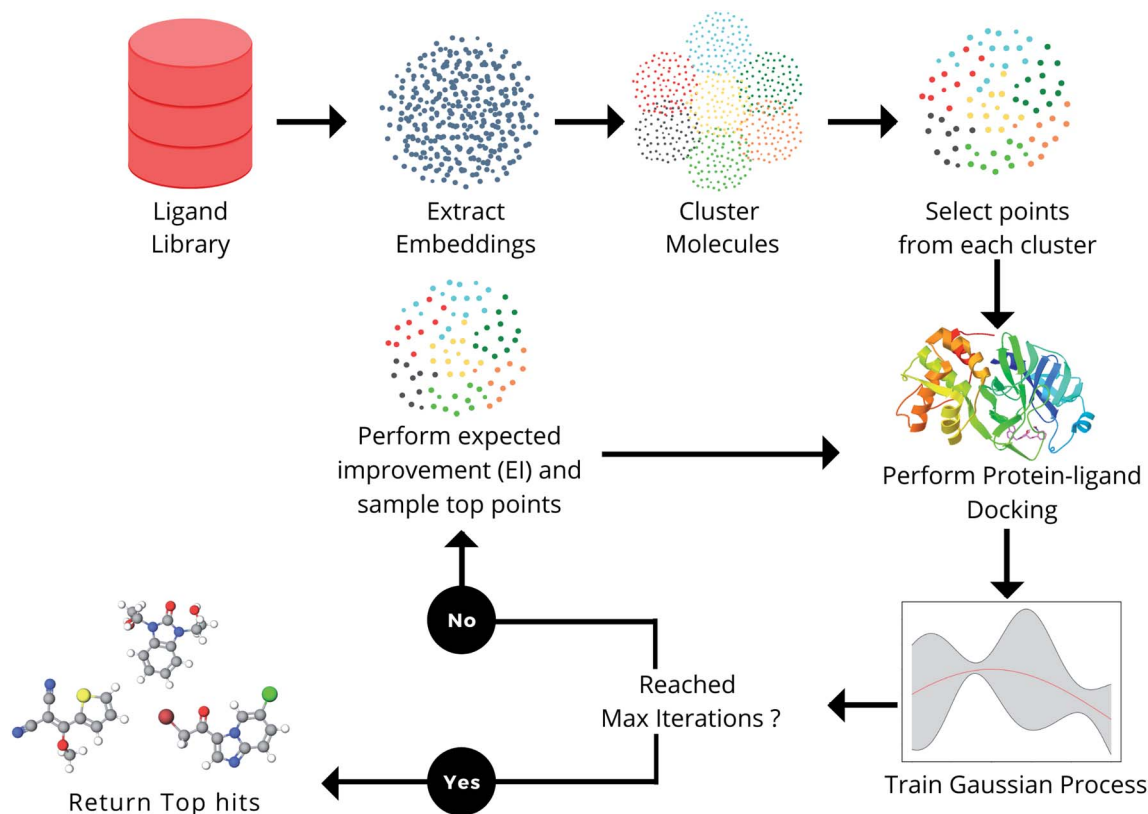 Ligand
Library
Extract
Embeddings
Cluster
Molecules
Select points
from each cluster
Perform expected
improvement (EI) and
sample top points
Perform Protein-ligand
Docking
No
Reached
Max Iterations ?
Yes
Train Gaussian Process
Return Top hits